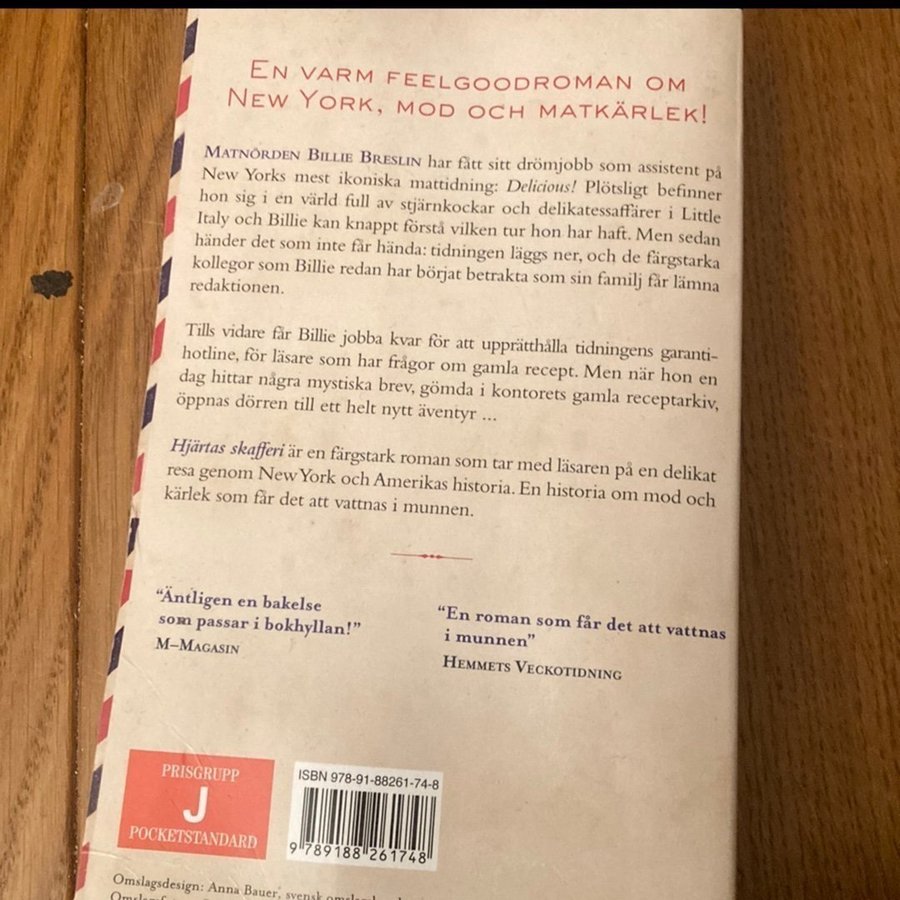 En varm feelgoodroman om
New York, mod och matkärlek!
Matnörden Billie Breslin har fått sitt drömjobb som assistent på
New Yorks mest ikoniska mattidning: Delicious! Plötsligt befinner
hon sig i en värld full av stjärnkockar och delikatessaffärer i Little
Italy och Billie kan knappt förstå vilken tur hon har haft. Men sedan
händer det som inte får hända: tidningen läggs ner, och de färgstarka
kollegor som Billie redan har börjat betrakta som sin familj får lämna
redaktionen.
Tills vidare får Billie jobba kvar för att upprätthålla tidningens garanti-
hotline, för läsare som har frågor om gamla recept. Men när hon en
dag hittar några mystiska brev, gömda i kontorets gamla receptarkiv,
öppnas dörren till ett helt nytt äventyr ...
Hjärtas skafferi är en färgstark roman som tar med läsaren på en delikat
resa genom New York och Amerikas historia. En historia om mod och
kärlek som får det att vattnas i munnen.
“Äntligen en bakelse
som passar i bokhyllan!”
M–Magasin
“En roman som får det att vattnas
i munnen”
Hemmets Veckotidning
PRISGRUPP
J
POCKETSTANDARD
ISBN 978-91-88261-74-8
9 789188 261748
Omslagsdesign: Anna Bauer, svensk